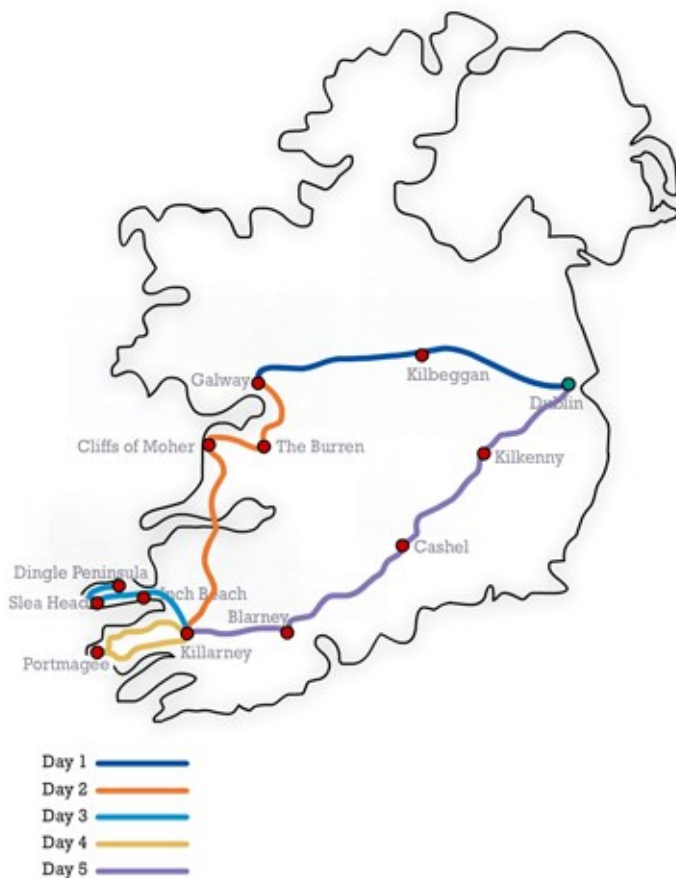 Galway
Kilbeggan
Dublin
Cliffs of Moher
The Burren
Kilkenny
Cashel
Dingle Peninsula
Slea Head
Inch Beach
Blarney
Killarney
Portmagee
Day 1
Day 2
Day 3
Day 4
Day 5